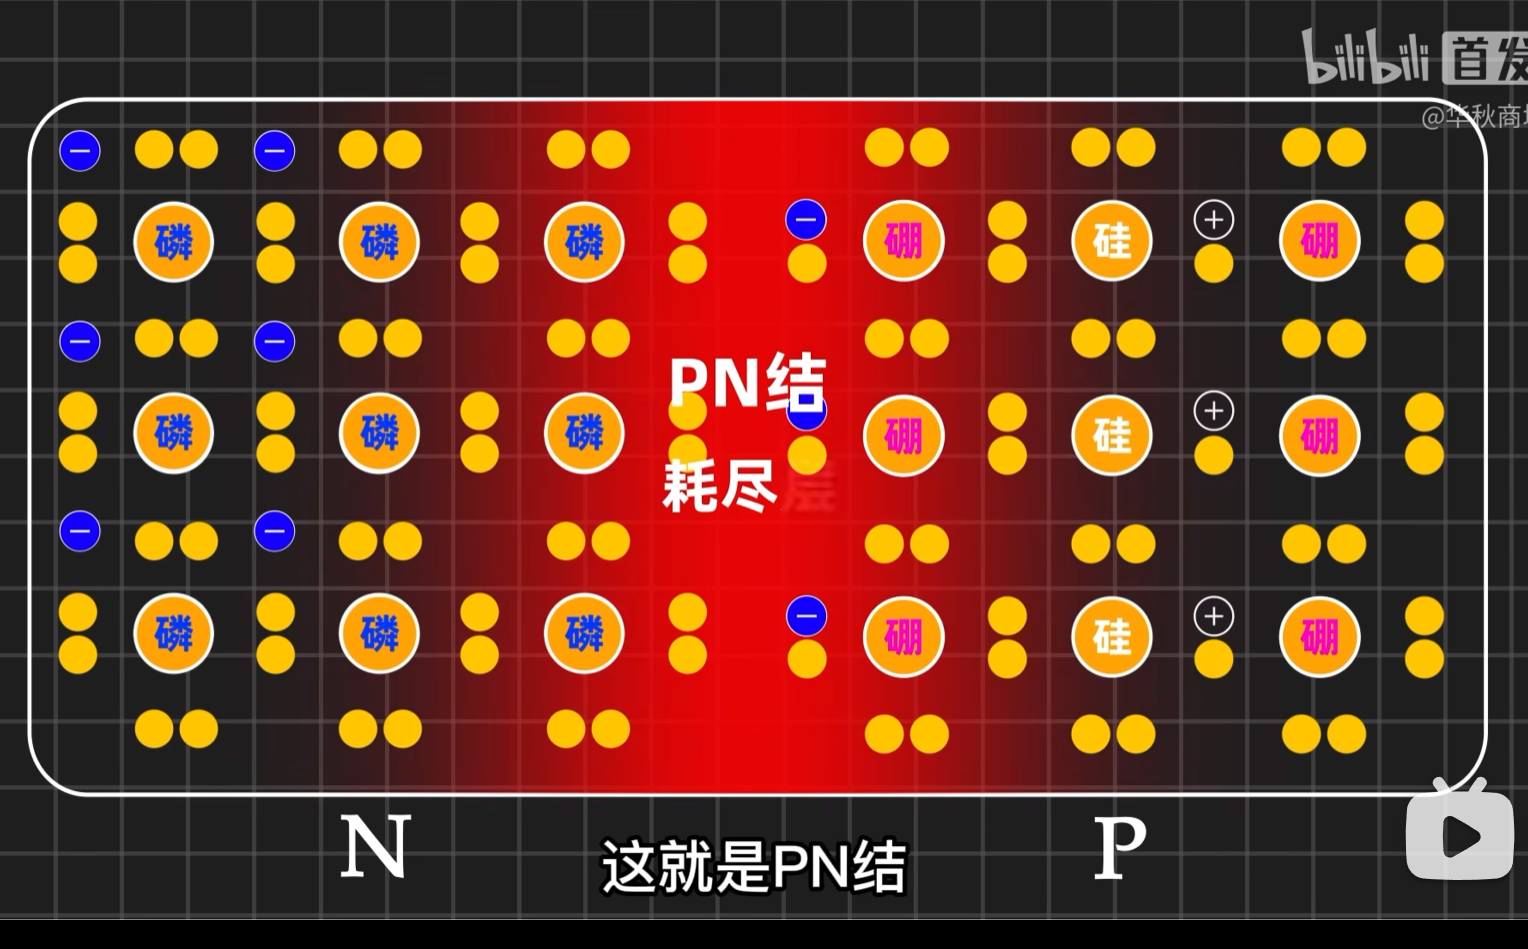 bilibili 首发
@华秋商城
− −
磷 磷 磷 − 硼 硅 + 硼
− −
PN结
磷 磷 磷 − 硼 硅 + 硼
耗尽层
− −
磷 磷 磷 − 硼 硅 + 硼
N P
这就是PN结